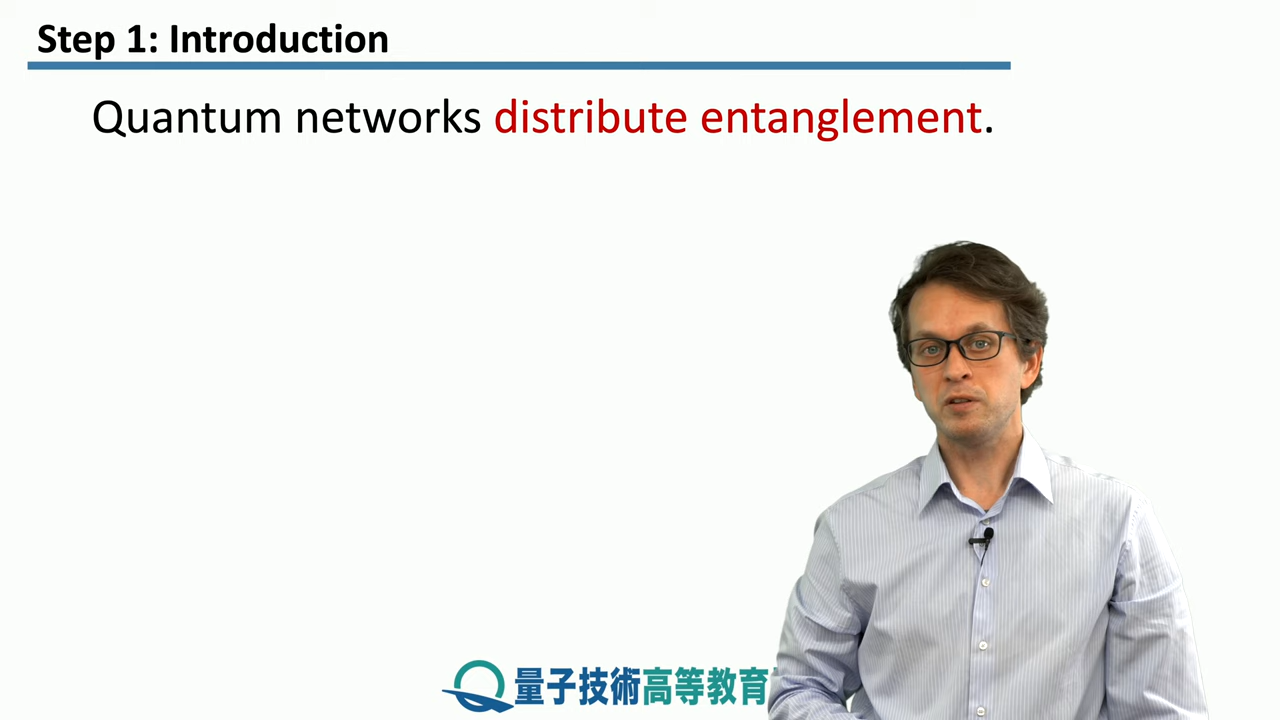 Step 1: Introduction
Quantum networks distribute entanglement.
量子技術高等教育